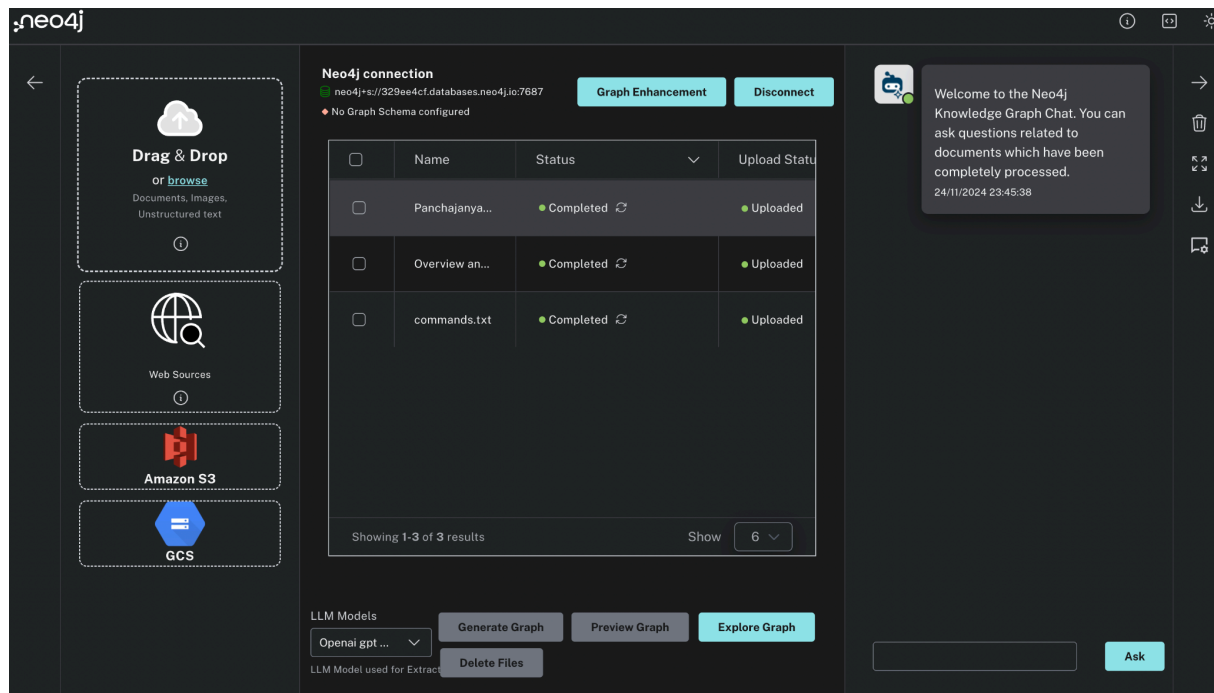 :neo4j
Drag & Drop
or browse
Documents, Images,
Unstructured text
Web Sources
Amazon S3
GCS
Neo4j connection
neo4j+s://329ee4cf.databases.neo4j.io:7687
No Graph Schema configured
Graph Enhancement
Disconnect
Name Status Upload Statu
Panchajanya... Completed Uploaded
Overview an... Completed Uploaded
commands.txt Completed Uploaded
Showing 1-3 of 3 results Show 6
LLM Models
Openai gpt ...
LLM Model used for Extract
Generate Graph
Preview Graph
Explore Graph
Delete Files
Welcome to the Neo4j
Knowledge Graph Chat. You can
ask questions related to
documents which have been
completely processed.
24/11/2024 23:45:38
Ask